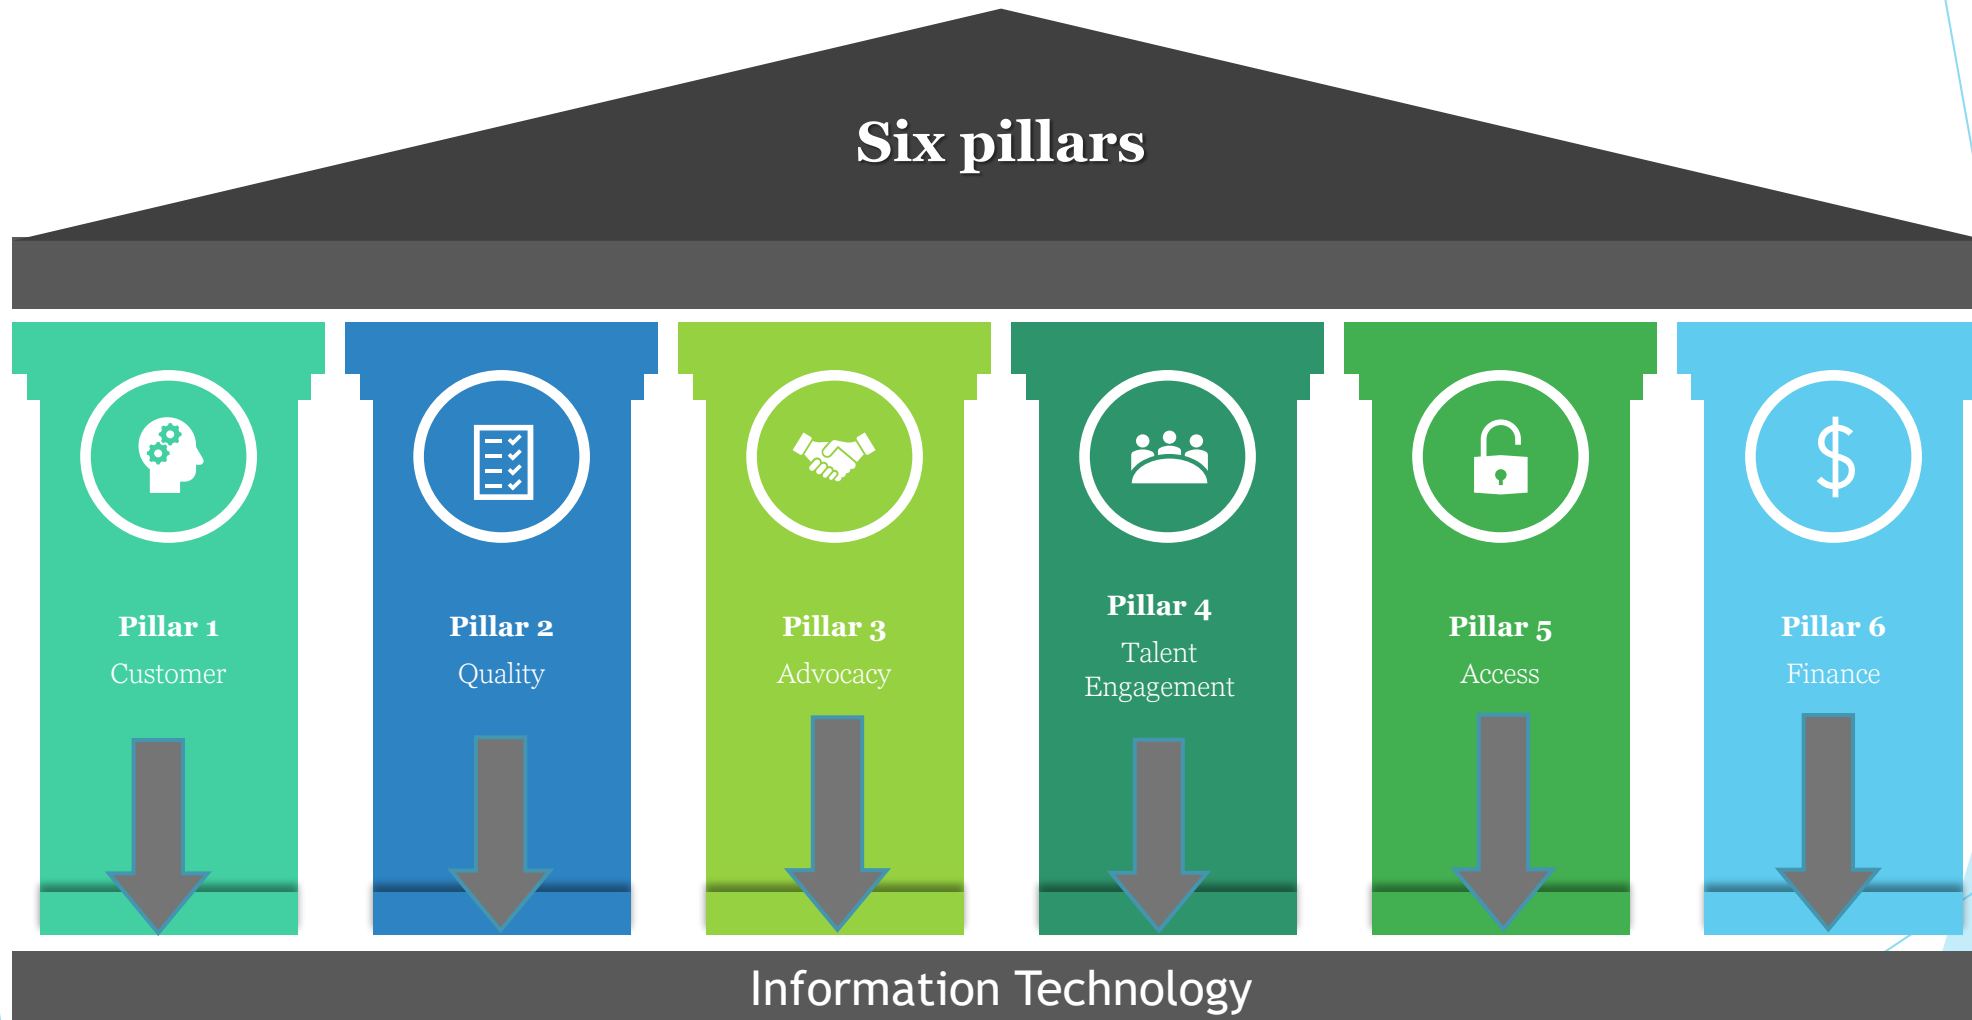 Six pillars
Pillar 1
Customer
Pillar 2
Quality
Pillar 3
Advocacy
Pillar 4
Talent
Engagement
Pillar 5
Access
Pillar 6
Finance
Information Technology